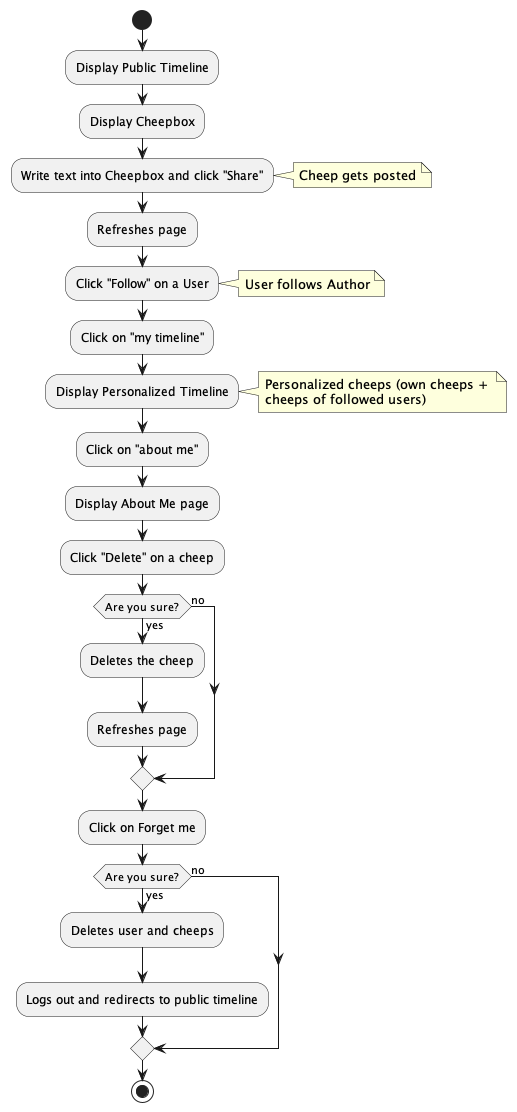 Display Public Timeline
Display Cheepbox
Write text into Cheepbox and click "Share"
Cheep gets posted
Refreshes page
Click "Follow" on a User
User follows Author
Click on "my timeline"
Display Personalized Timeline
Personalized cheeps (own cheeps +
cheeps of followed users)
Click on "about me"
Display About Me page
Click "Delete" on a cheep
Are you sure?
no
yes
Deletes the cheep
Refreshes page
Click on Forget me
Are you sure?
no
yes
Deletes user and cheeps
Logs out and redirects to public timeline